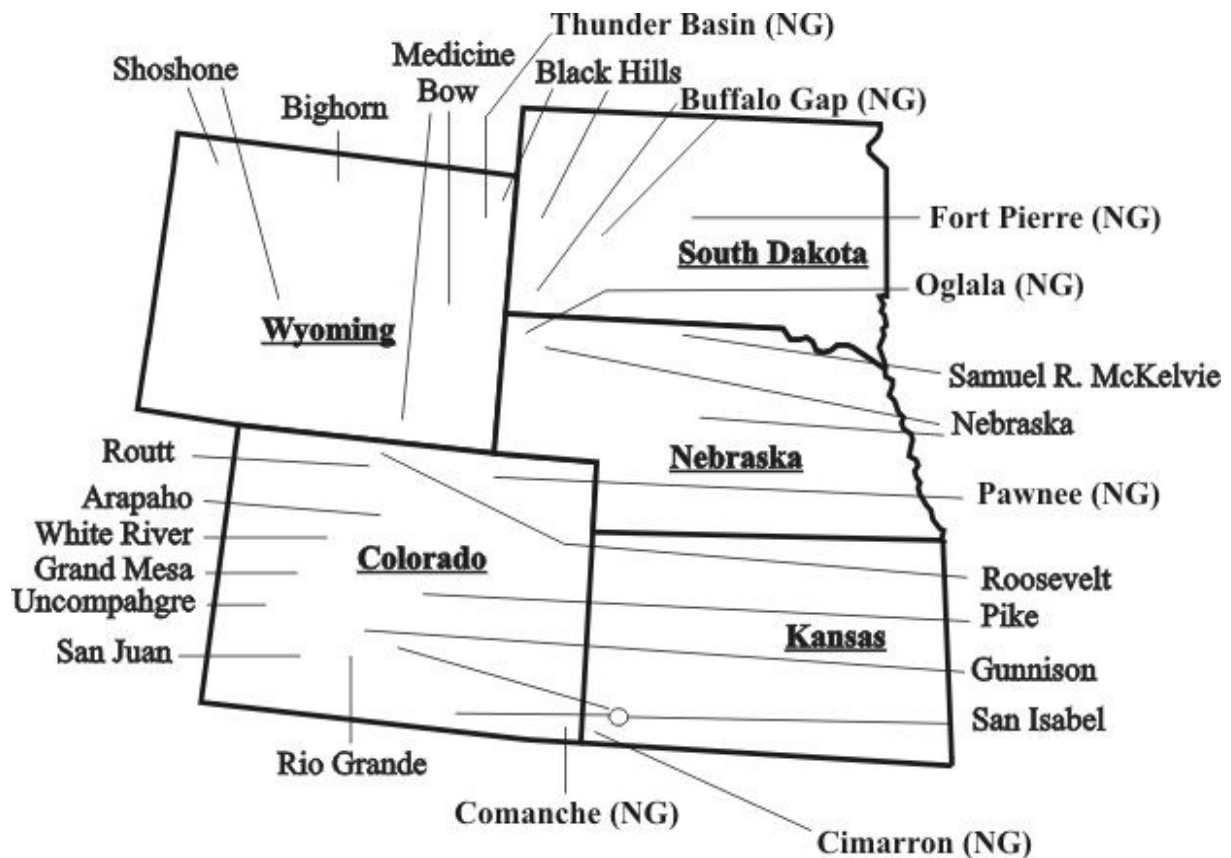 Thunder Basin (NG)
Shoshone
Medicine
Bow
Black Hills
Bighorn
Buffalo Gap (NG)
Fort Pierre (NG)
South Dakota
Oglala (NG)
Wyoming
Samuel R. McKelvie
Nebraska
Routt
Nebraska
Arapaho
Pawnee (NG)
White River
Colorado
Grand Mesa
Roosevelt
Uncompahgre
Pike
Kansas
San Juan
Gunnison
San Isabel
Rio Grande
Comanche (NG)
Cimarron (NG)